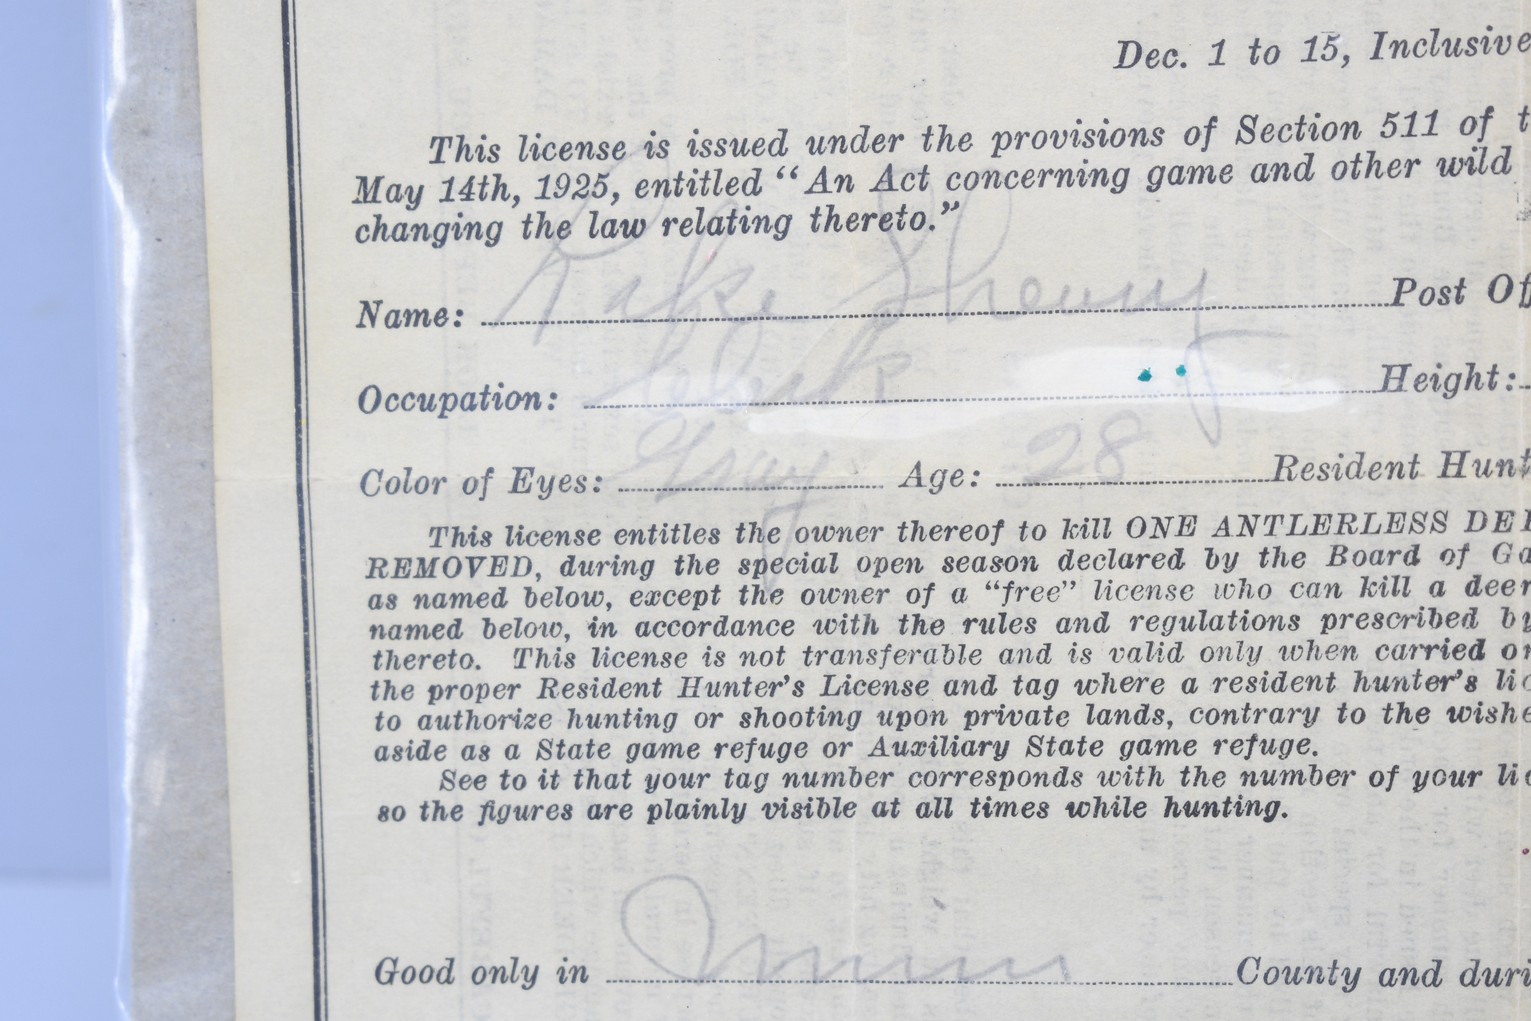 Dec. 1 to 15, Inclusive
This license is issued under the provisions of Section 511 of t
May 14th, 1925, entitled “An Act concerning game and other wild
changing the law relating thereto.”
Name: Post Of
Occupation: Clerk Height:
Color of Eyes: Gray Age: 28 Resident Hunt
This license entitles the owner thereof to kill ONE ANTLERLESS DEE
REMOVED, during the special open season declared by the Board of Ga
as named below, except the owner of a “free” license who can kill a deer
named below, in accordance with the rules and regulations prescribed by
thereto. This license is not transferable and is valid only when carried on
the proper Resident Hunter’s License and tag where a resident hunter’s lic
to authorize hunting or shooting upon private lands, contrary to the wishe
aside as a State game refuge or Auxiliary State game refuge.
See to it that your tag number corresponds with the number of your lic
so the figures are plainly visible at all times while hunting.
Good only in County and duri